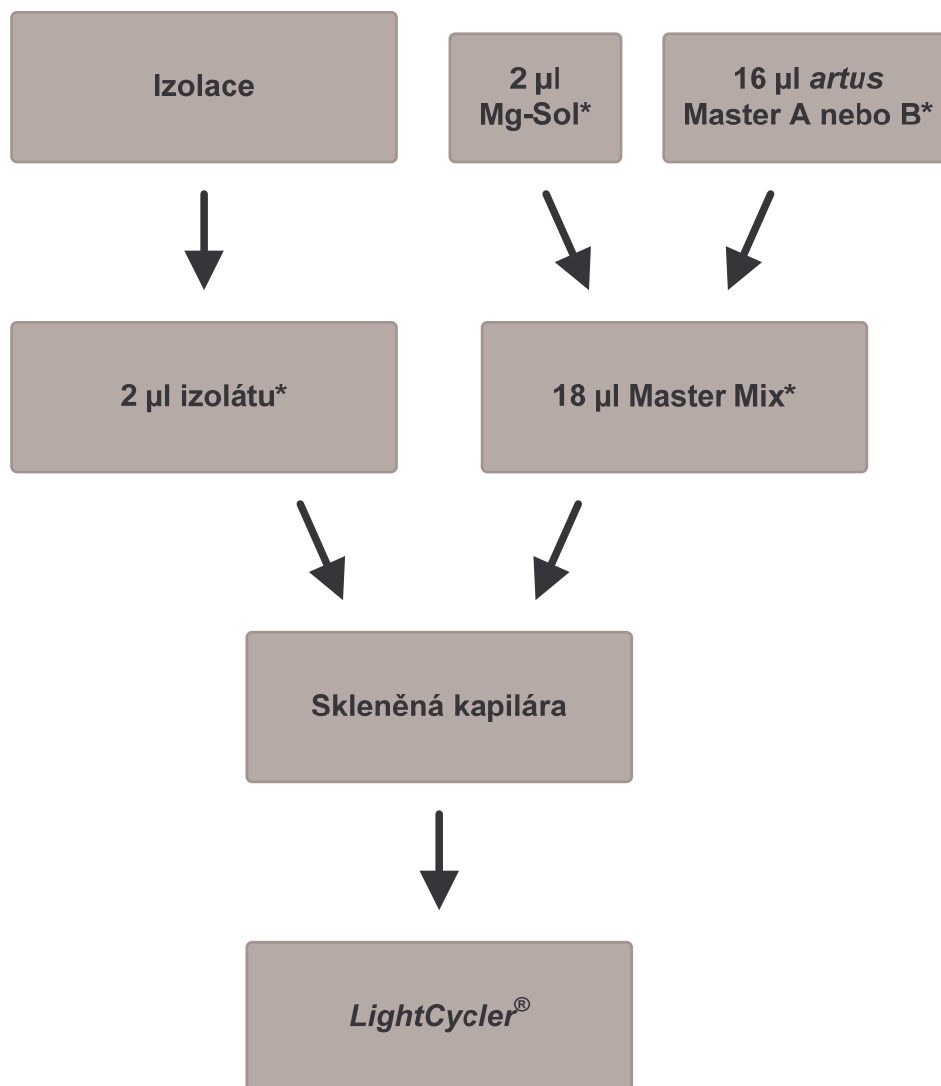 Izolace
2 µl
Mg-Sol*
16 µl artus
Master A nebo B*
2 µl izolátu*
18 µl Master Mix*
Skleněná kapilára
LightCycler®